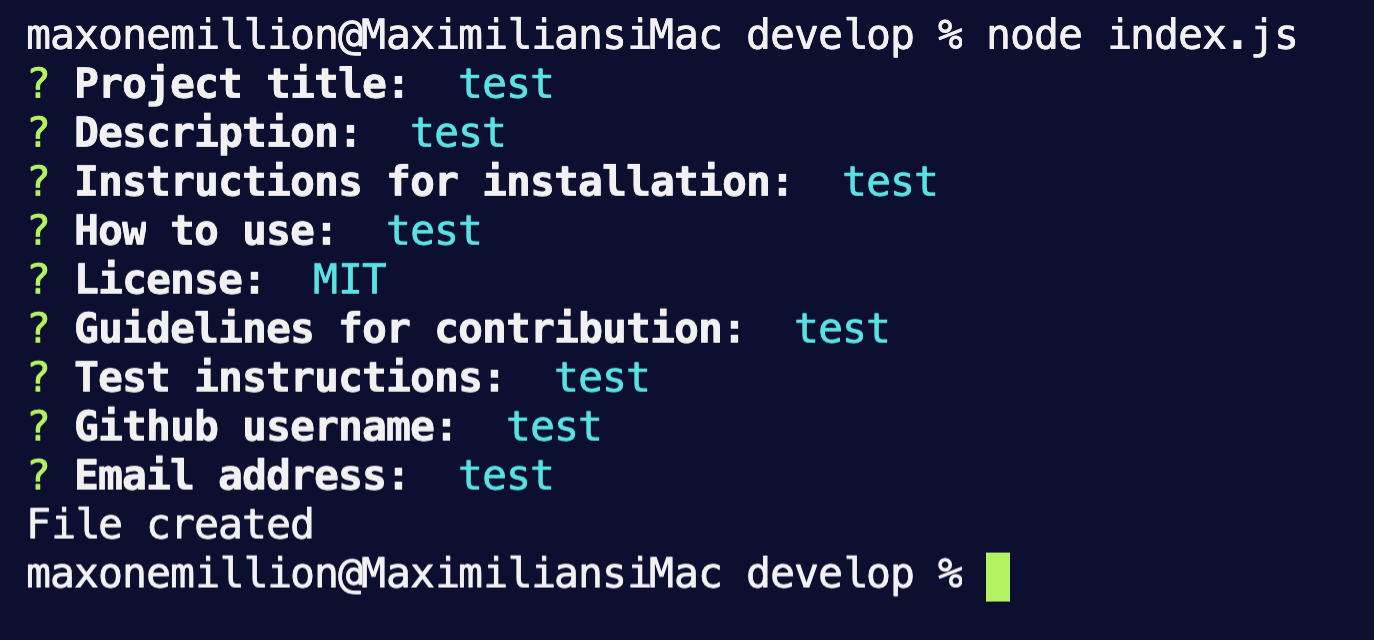 maxonemillion@MaximiliansiMac develop % node index.js
? Project title:  test
? Description:  test
? Instructions for installation:  test
? How to use:  test
? License:  MIT
? Guidelines for contribution:  test
? Test instructions:  test
? Github username:  test
? Email address:  test
File created
maxonemillion@MaximiliansiMac develop %